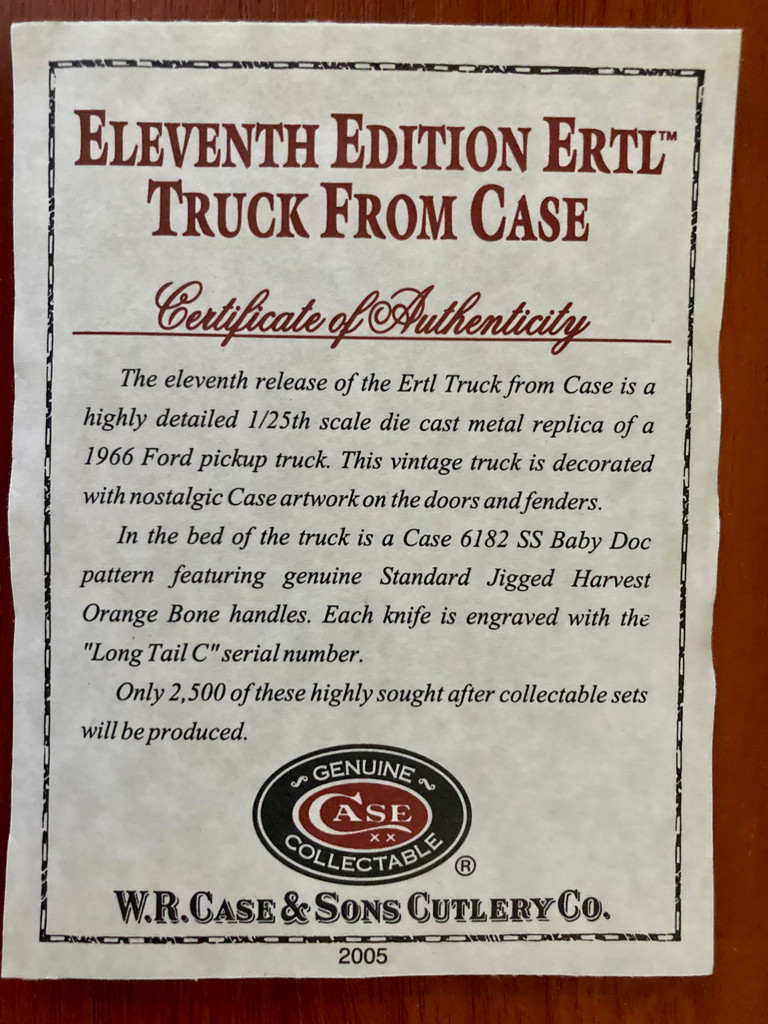 ELEVENTH EDITION ERTL™
TRUCK FROM CASE
Certificate of Authenticity
The eleventh release of the Ertl Truck from Case is a
highly detailed 1/25th scale die cast metal replica of a
1966 Ford pickup truck. This vintage truck is decorated
with nostalgic Case artwork on the doors and fenders.
In the bed of the truck is a Case 6182 SS Baby Doc
pattern featuring genuine Standard Jigged Harvest
Orange Bone handles. Each knife is engraved with the
"Long Tail C" serial number.
Only 2,500 of these highly sought after collectable sets
will be produced.
GENUINE
CASE
XX
COLLECTABLE
®
W.R. CASE & SONS CUTLERY CO.
2005